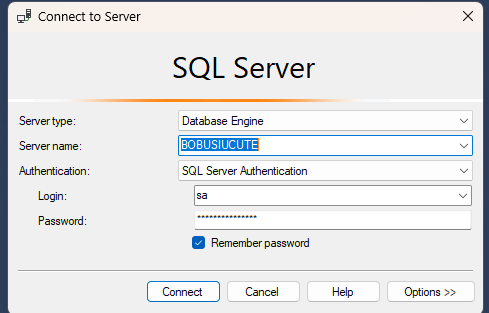 Connect to Server
SQL Server
Server type: Database Engine
Server name: BOBUSIUCUTE
Authentication: SQL Server Authentication
Login: sa
Password: ***************
Remember password
Connect Cancel Help Options >>